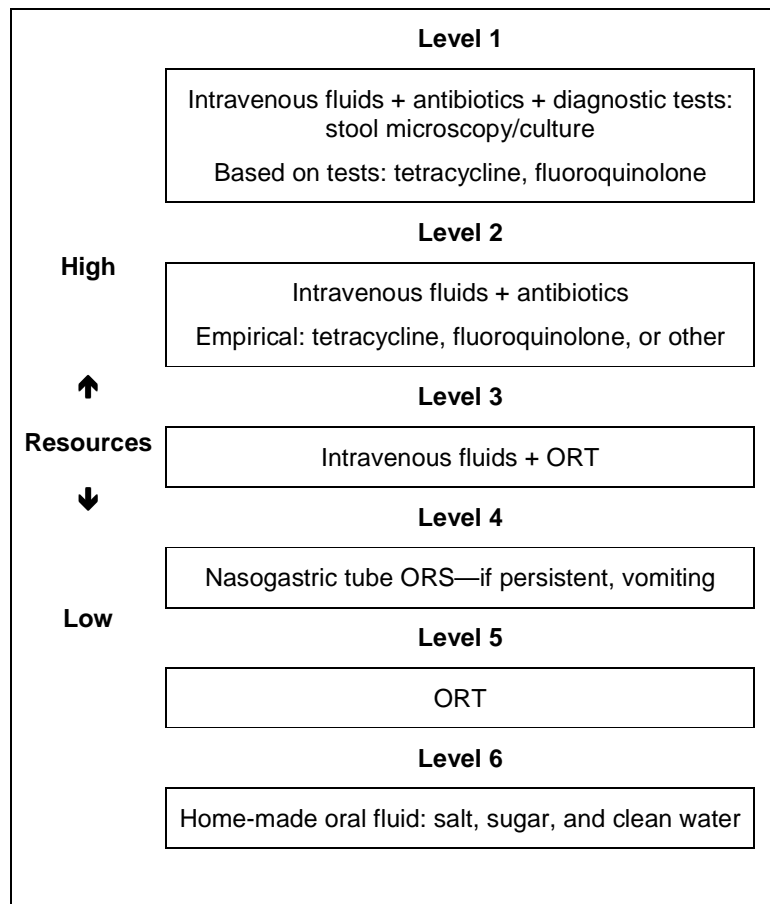 Level 1
Intravenous fluids + antibiotics + diagnostic tests:
stool microscopy/culture
Based on tests: tetracycline, fluoroquinolone
Level 2
High
Intravenous fluids + antibiotics
Empirical: tetracycline, fluoroquinolone, or other
Level 3
Resources
Intravenous fluids + ORT
Level 4
Nasogastric tube ORS—if persistent, vomiting
Low
Level 5
ORT
Level 6
Home-made oral fluid: salt, sugar, and clean water